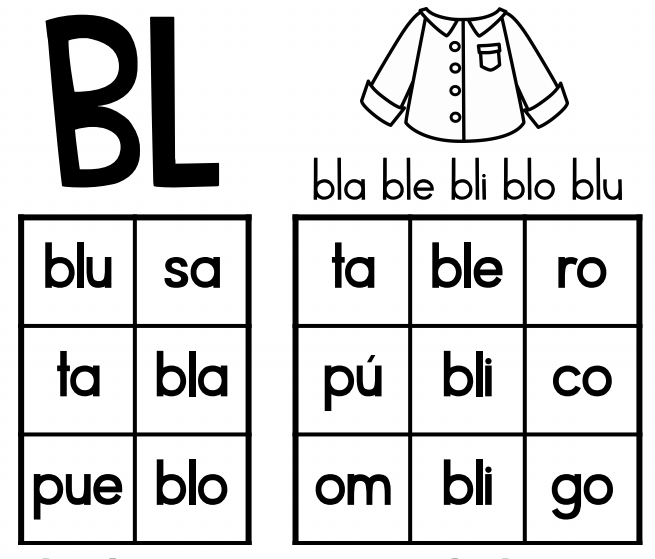 BL
bla ble bli blo blu
blu sa
ta bla
pue blo
ta ble ro
pú bli co
om bli go